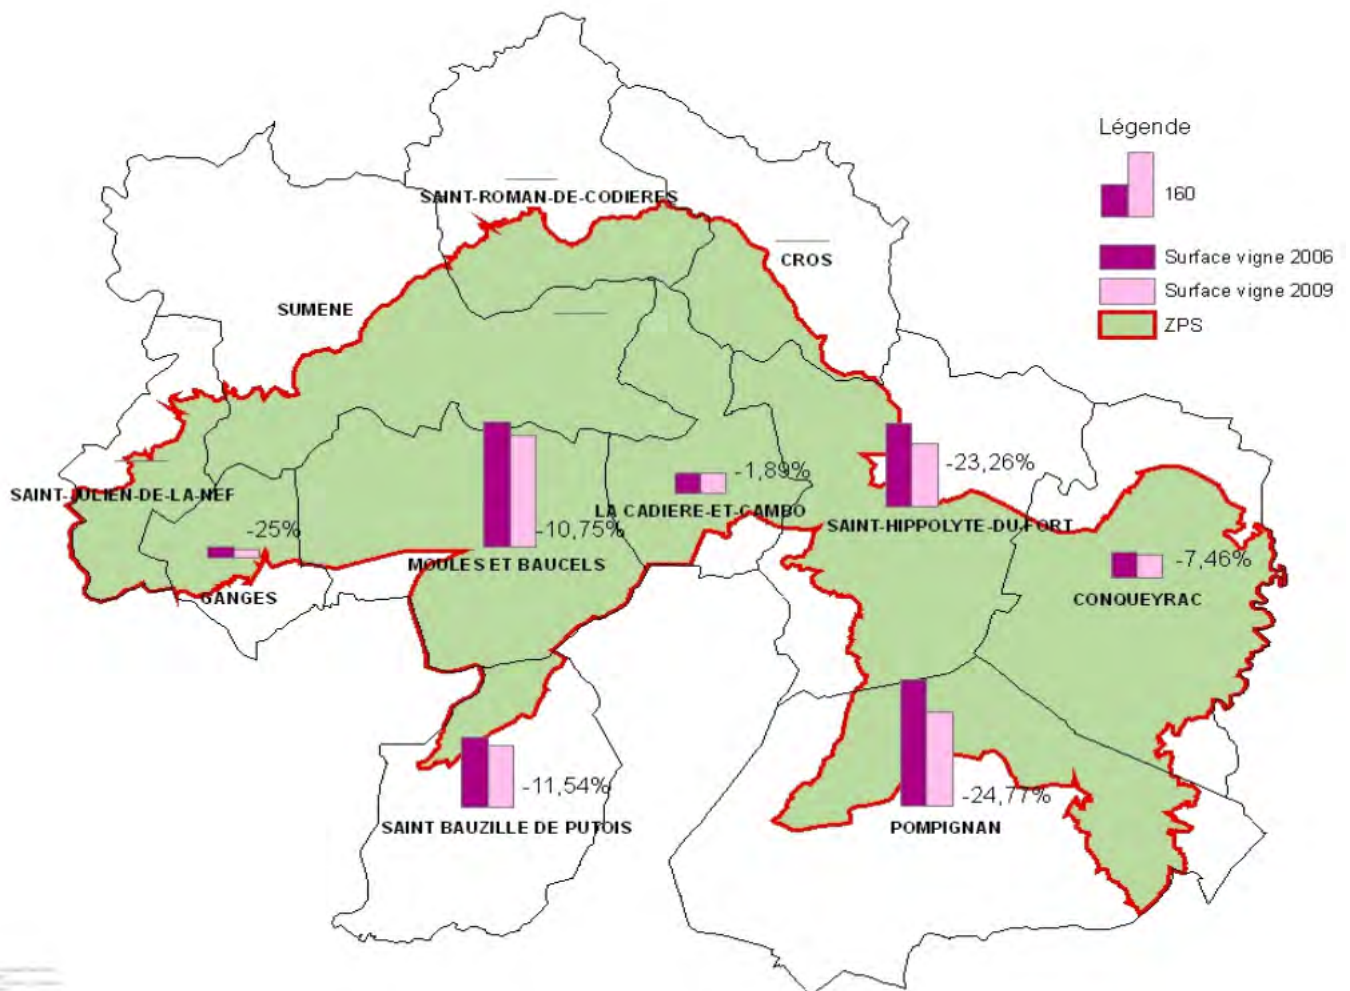 Légende
160
SAINT-ROMAN-DE-CODIERES
CROS
Surface vigne 2006
Surface vigne 2009
SUMENE
ZPS
-23,26%
-1,89%
SAINT-JULIEN-DE-LA-NEF
LA CADIERE-ET-CAMBO
SAINT-HIPPOLYTE-DU-FORT
-25%
-10,75%
MOULES ET BAUCELS
-7,46%
GANGES
CONQUEYRAC
-11,54%
-24,77%
SAINT BAUZILLE DE PUTOIS
POMPIGNAN